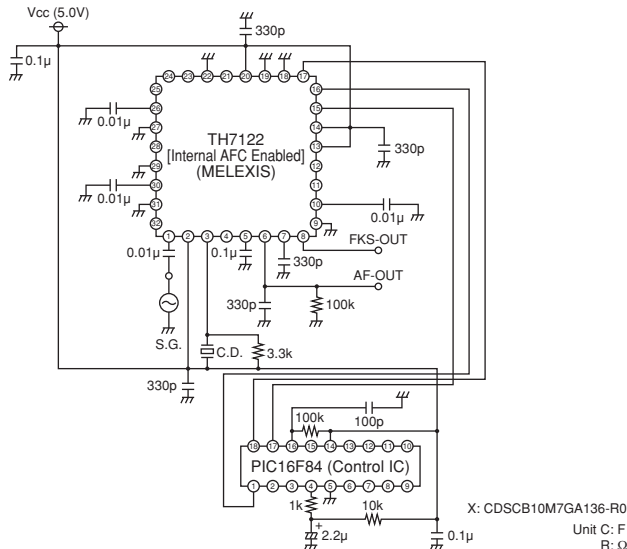 Vcc (5.0V)
330p
0.1μ
24 23 22 21 20 19 18 17
25 16
26 15
0.01μ
27 14
TH7122
28 13
[Internal AFC Enabled]
330p
29 12
(MELEXIS)
30 11
0.01μ
31 10
0.01μ
32 9
1 2 3 4 5 6 7 8
FKS-OUT
0.01μ
0.1μ
330p
AF-OUT
330p
100k
S.G.
C.D.
3.3k
330p
100k
100p
18 17 16 15 14 13 12 11 10
PIC16F84 (Control IC)
1 2 3 4 5 6 7 8 9
1k
10k
X: CDSCB10M7GA136-R0
+
2.2μ
0.1μ
Unit C: F
R: Ω